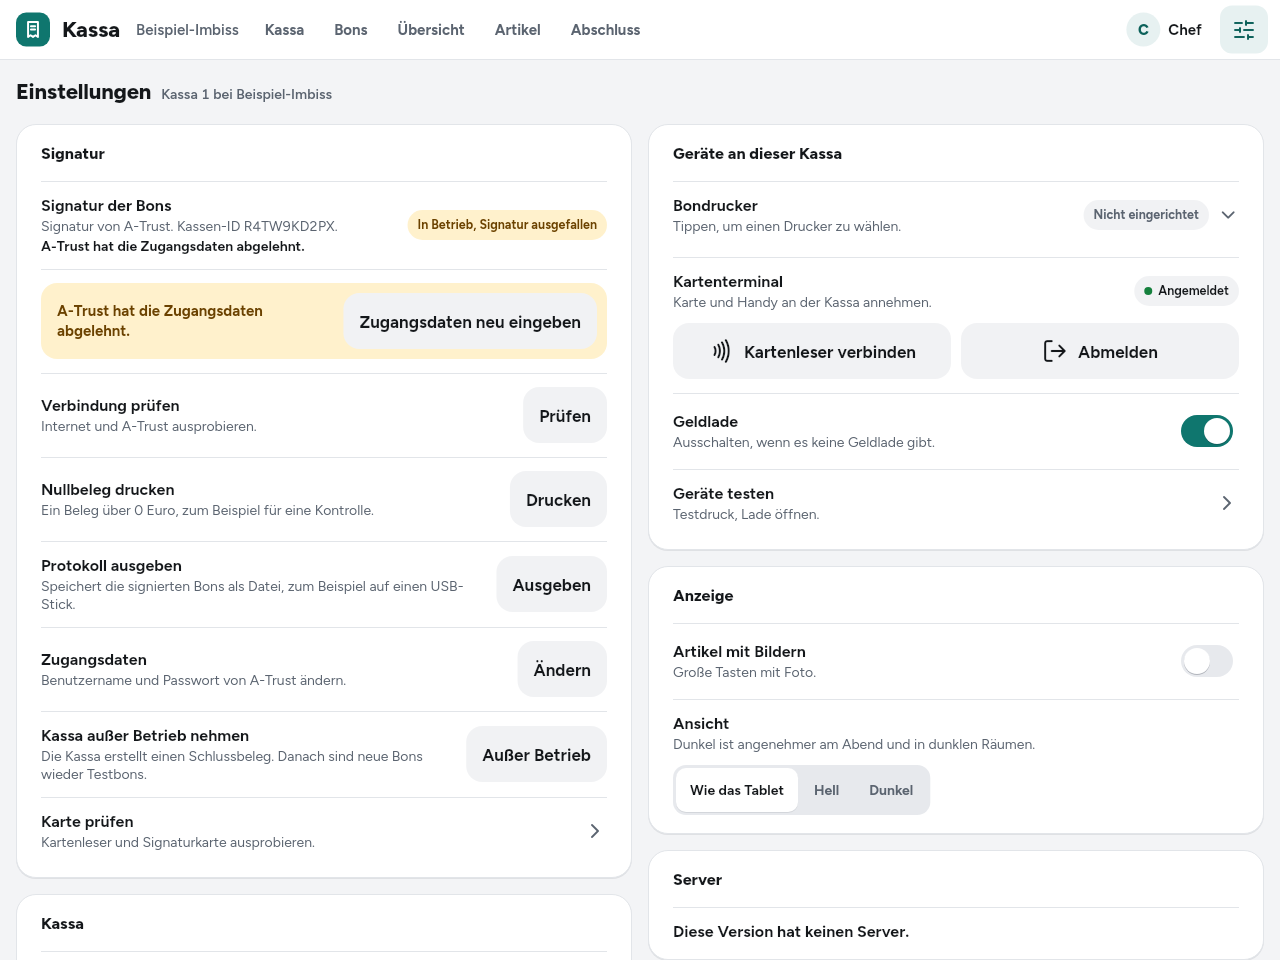 Kassa Beispiel-Imbiss Kassa Bons Übersicht Artikel Abschluss C Chef
Einstellungen Kassa 1 bei Beispiel-Imbiss
Signatur
Signatur der Bons
Signatur von A-Trust. Kassen-ID R4TW9KD2PX.
A-Trust hat die Zugangsdaten abgelehnt.
In Betrieb, Signatur ausgefallen
A-Trust hat die Zugangsdaten
abgelehnt.
Zugangsdaten neu eingeben
Verbindung prüfen
Internet und A-Trust ausprobieren.
Prüfen
Nullbeleg drucken
Ein Beleg über 0 Euro, zum Beispiel für eine Kontrolle.
Drucken
Protokoll ausgeben
Speichert die signierten Bons als Datei, zum Beispiel auf einen USB-
Stick.
Ausgeben
Zugangsdaten
Benutzername und Passwort von A-Trust ändern.
Ändern
Kassa außer Betrieb nehmen
Die Kassa erstellt einen Schlussbeleg. Danach sind neue Bons
wieder Testbons.
Außer Betrieb
Karte prüfen
Kartenleser und Signaturkarte ausprobieren.
Kassa
Geräte an dieser Kassa
Bondrucker
Tippen, um einen Drucker zu wählen.
Nicht eingerichtet
Kartenterminal
Karte und Handy an der Kassa annehmen.
Angemeldet
Kartenleser verbinden
Abmelden
Geldlade
Ausschalten, wenn es keine Geldlade gibt.
Geräte testen
Testdruck, Lade öffnen.
Anzeige
Artikel mit Bildern
Große Tasten mit Foto.
Ansicht
Dunkel ist angenehmer am Abend und in dunklen Räumen.
Wie das Tablet Hell Dunkel
Server
Diese Version hat keinen Server.